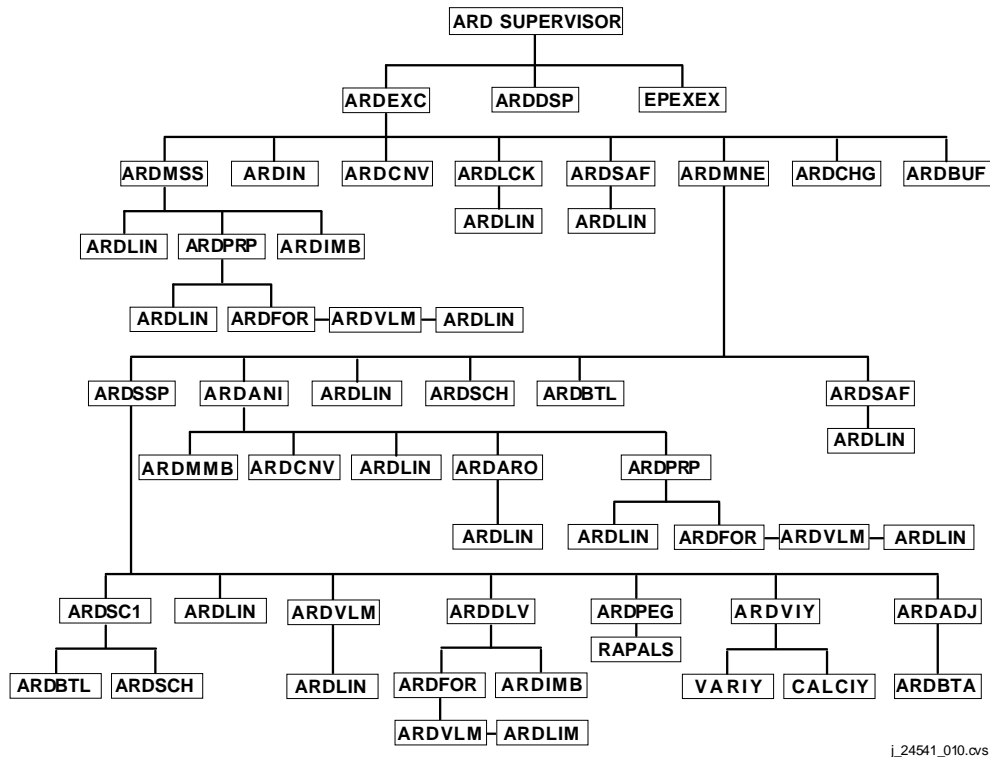 ARD SUPERVISOR
ARDEXC
ARDDSP
EPEXEX
ARDMSS
ARDIN
ARDCNV
ARDLCK
ARDSAF
ARDMNE
ARDCHG
ARDBUF
ARDLIN
ARDLIN
ARDLIN
ARDPRP
ARDIMB
ARDLIN
ARDFOR
ARDVLM
ARDLIN
ARDSSP
ARDANI
ARDLIN
ARDSCH
ARDBTL
ARDSAF
ARDLIN
ARDMMB
ARDCNV
ARDLIN
ARDARO
ARDPRP
ARDLIN
ARDLIN
ARDFOR
ARDVLM
ARDLIN
ARDSC1
ARDLIN
ARDVLM
ARDDLV
ARDPEG
ARDVIY
ARDADJ
RAPALS
ARDBTL
ARDSCH
ARDLIN
ARDFOR
ARDIMB
VARIY
CALCIY
ARDBTA
ARDVLM
ARDLIM
j_24541_010.cvs